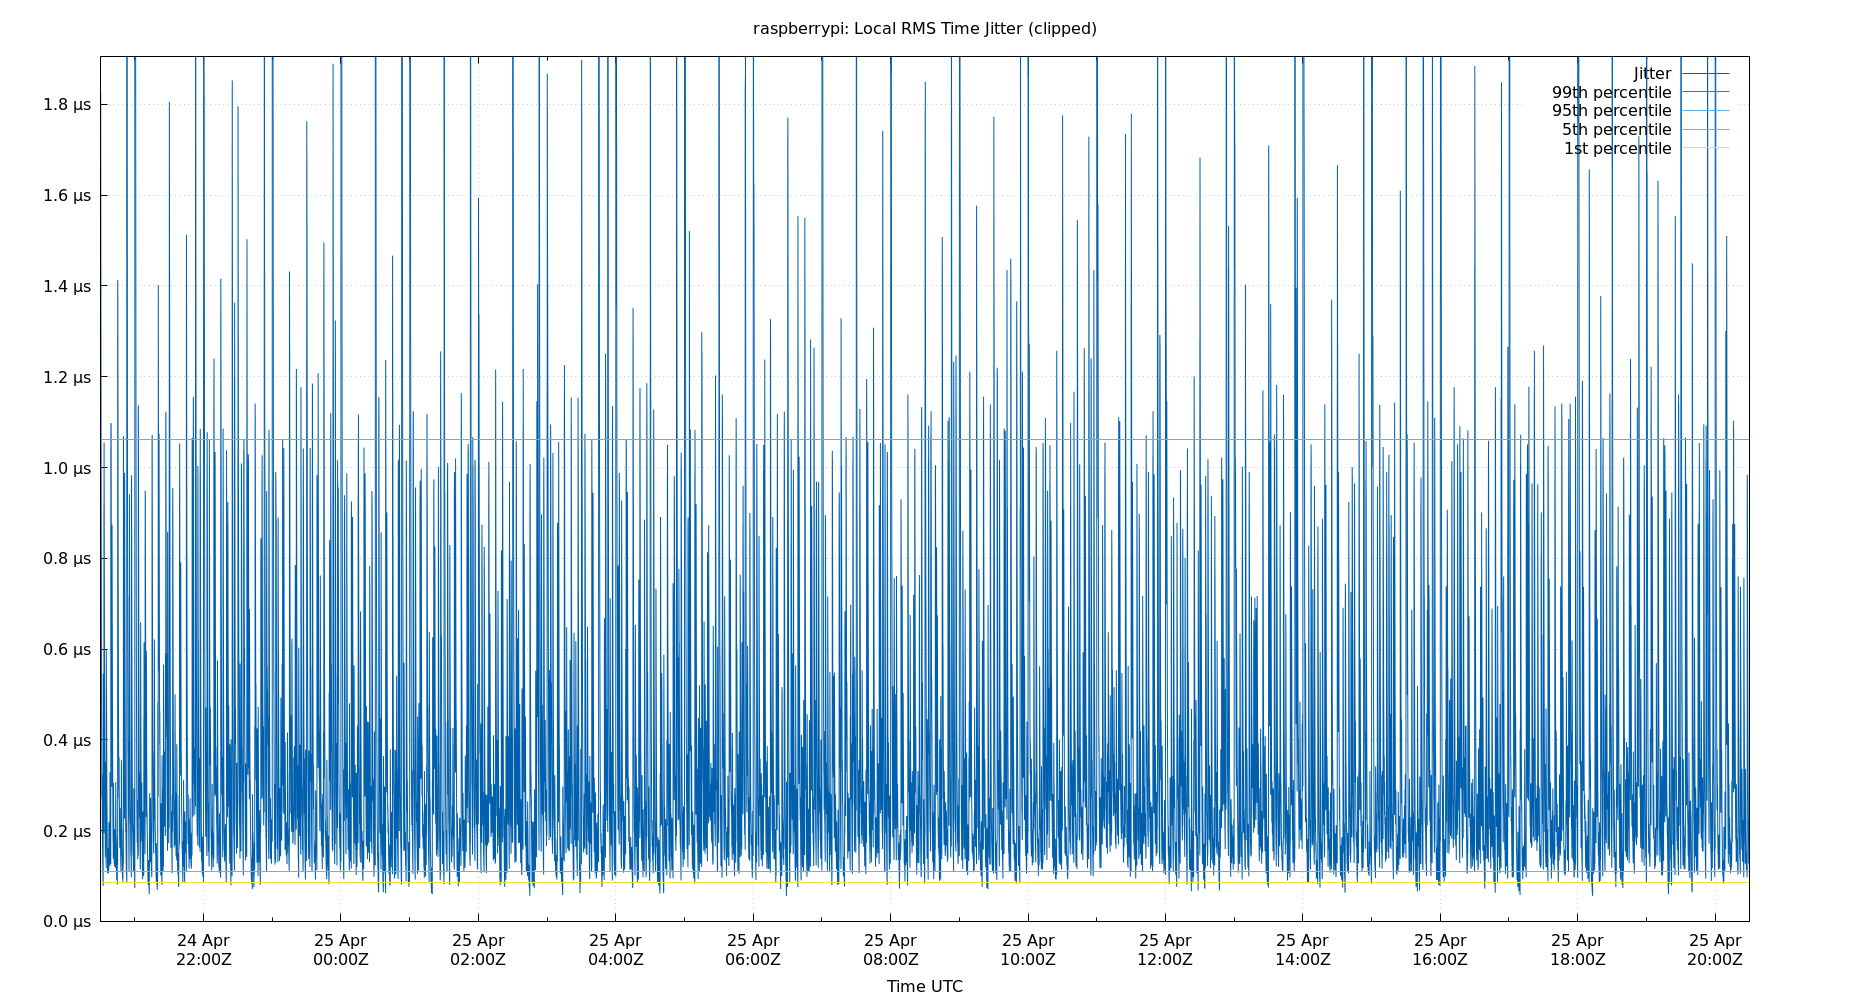 raspberrypi: Local RMS Time Jitter (clipped)
Jitter
99th percentile
95th percentile
5th percentile
1st percentile
1.8 µs
1.6 µs
1.4 µs
1.2 µs
1.0 µs
0.8 µs
0.6 µs
0.4 µs
0.2 µs
0.0 µs
24 Apr 25 Apr 25 Apr 25 Apr 25 Apr 25 Apr 25 Apr 25 Apr 25 Apr 25 Apr 25 Apr 25 Apr
22:00Z 00:00Z 02:00Z 04:00Z 06:00Z 08:00Z 10:00Z 12:00Z 14:00Z 16:00Z 18:00Z 20:00Z
Time UTC